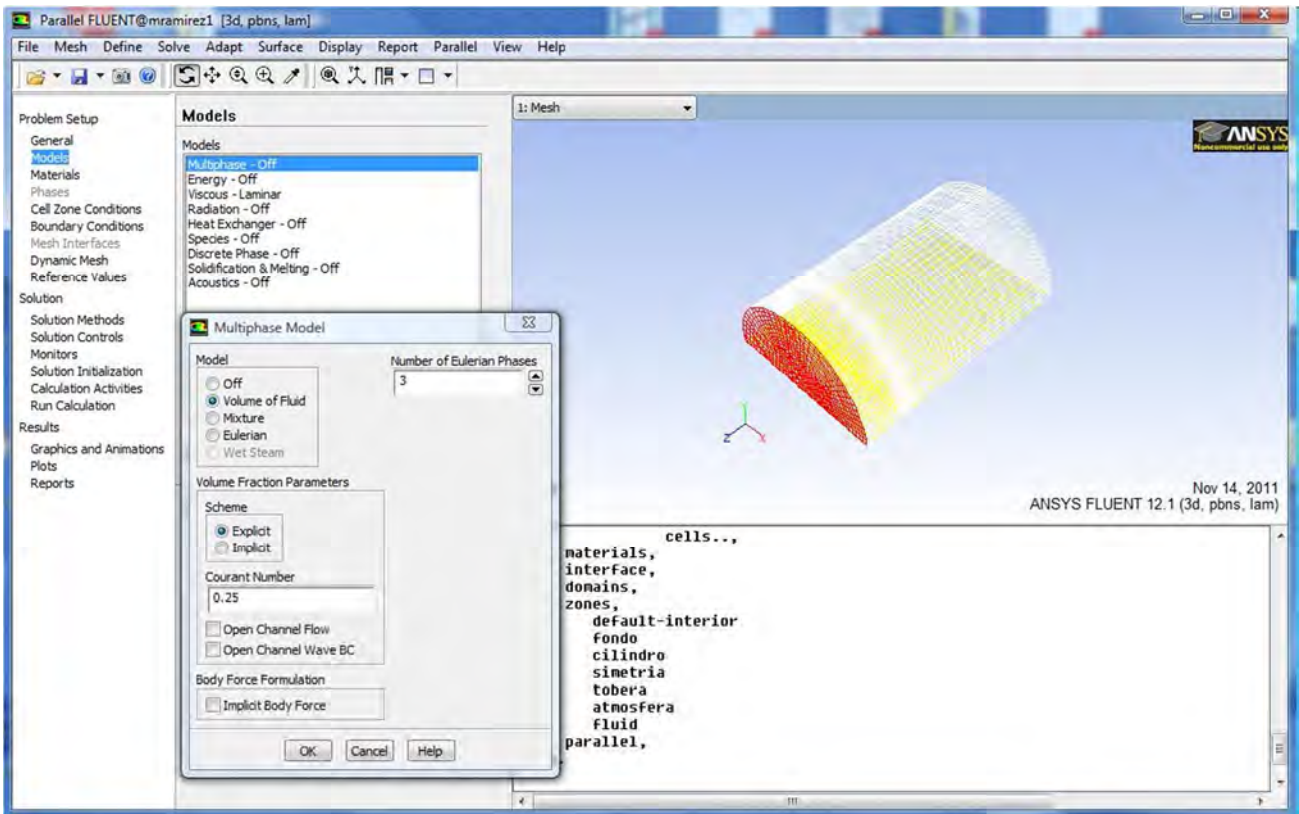 Parallel FLUENT@mramirez1 [3d, pbns, lam]
File Mesh Define Solve Adapt Surface Display Report Parallel View Help
Problem Setup
General
Models
Materials
Phases
Cell Zone Conditions
Boundary Conditions
Mesh Interfaces
Dynamic Mesh
Reference Values
Solution
Solution Methods
Solution Controls
Monitors
Solution Initialization
Calculation Activities
Run Calculation
Results
Graphics and Animations
Plots
Reports
Models
Models
Multiphase - Off
Energy - Off
Viscous - Laminar
Radiation - Off
Heat Exchanger - Off
Species - Off
Discrete Phase - Off
Solidification & Melting - Off
Acoustics - Off
Multiphase Model
Model
Off
Volume of Fluid
Mixture
Eulerian
Wet Steam
Number of Eulerian Phases
3
Volume Fraction Parameters
Scheme
Explicit
Implicit
Courant Number
0.25
Open Channel Flow
Open Channel Wave BC
Body Force Formulation
Implicit Body Force
OK Cancel Help
1: Mesh
ANSYS
Noncommercial use only
Y
Z X
Nov 14, 2011
ANSYS FLUENT 12.1 (3d, pbns, lam)
cells..,
materials,
interface,
domains,
zones,
default-interior
fondo
cilindro
simetria
tobera
atmosfera
fluid
parallel,